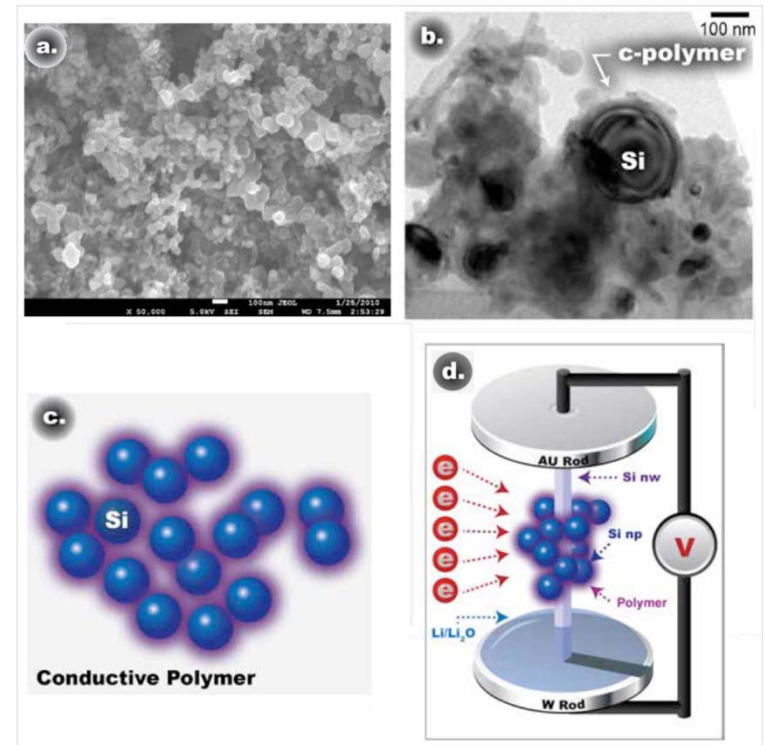 a.
100nm JEOL 1/25/2010
X 50,000 5.0kV SEI SEM WD 7.5mm 2:53:29
b.
100 nm
c-polymer
Si
c.
Si
Conductive Polymer
d.
AU Rod
e
Si nw
e
e
Si np
V
e
e
Polymer
Li/Li₂O
W Rod